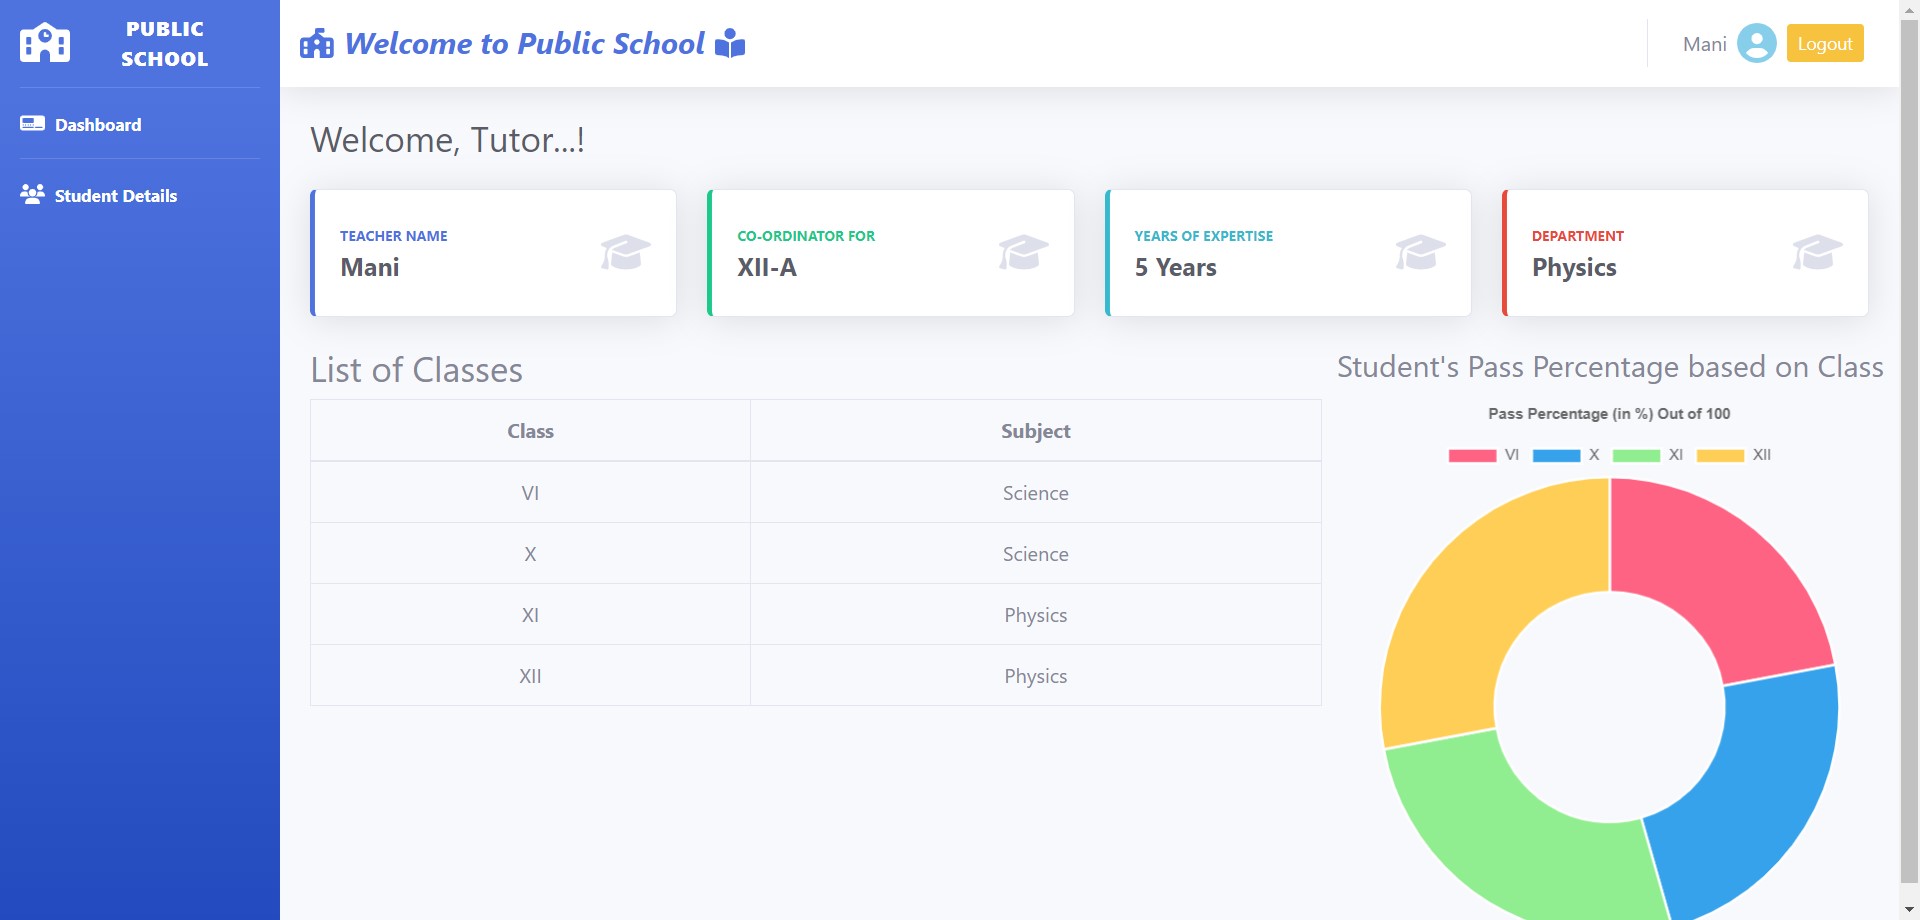 PUBLIC
SCHOOL
Dashboard
Student Details
Welcome to Public School
Mani
Logout
Welcome, Tutor...!
TEACHER NAME
Mani
CO-ORDINATOR FOR
XII-A
YEARS OF EXPERTISE
5 Years
DEPARTMENT
Physics
List of Classes
Class Subject
VI Science
X Science
XI Physics
XII Physics
Student's Pass Percentage based on Class
Pass Percentage (in %) Out of 100
VI X XI XII